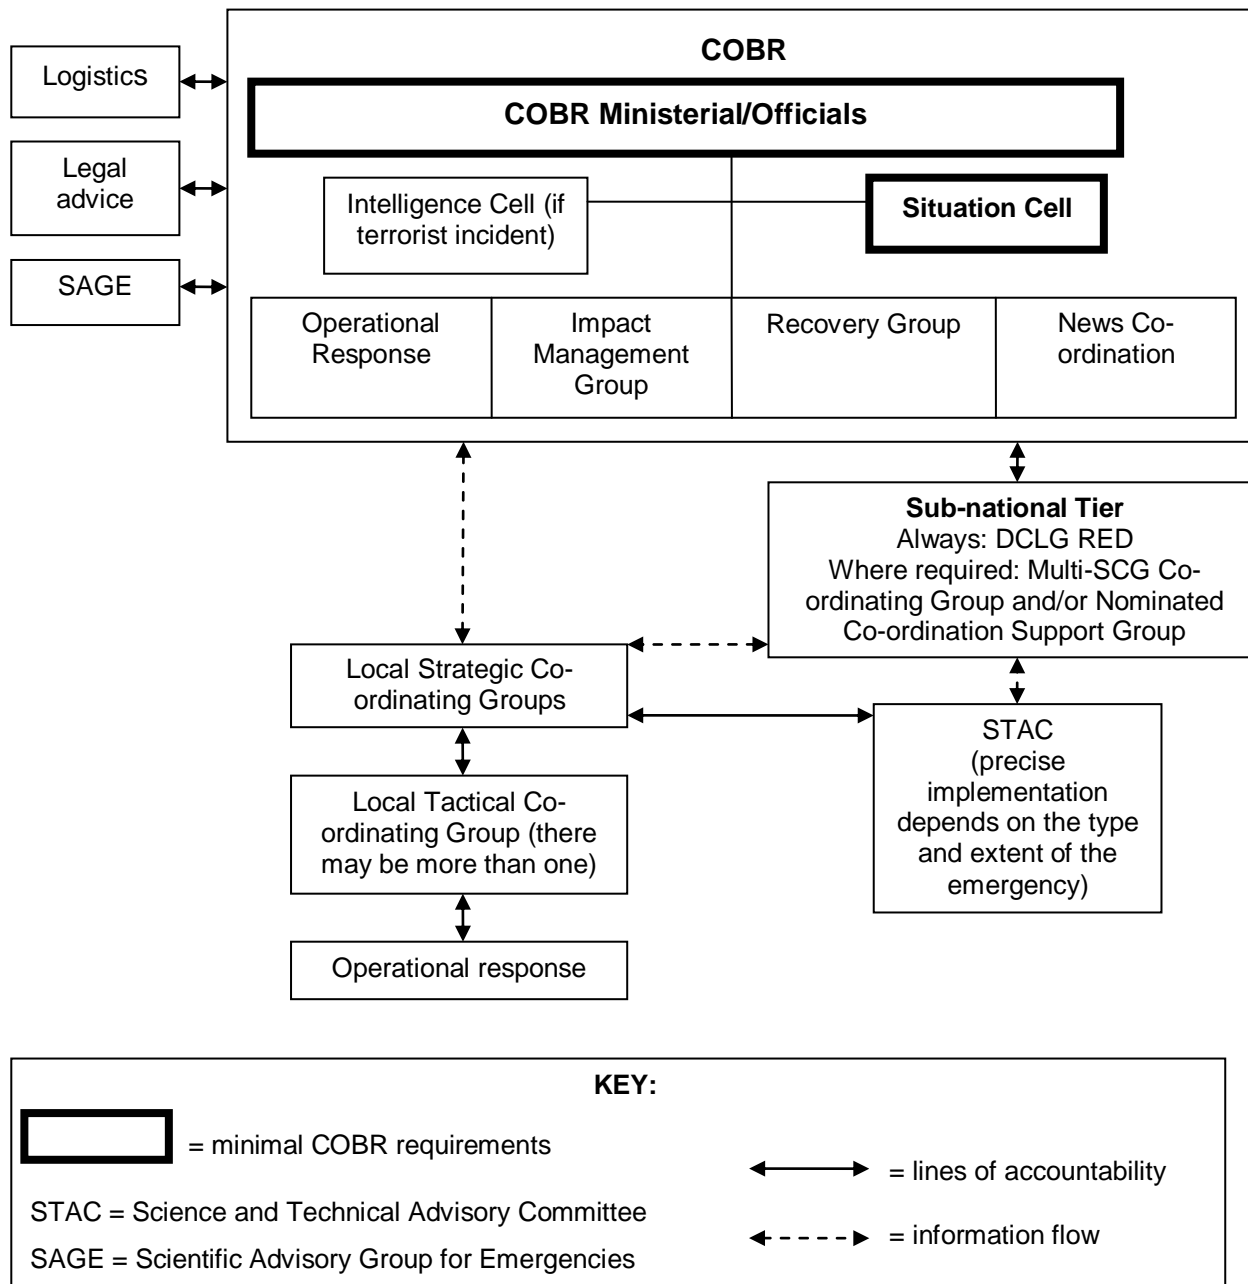 COBR
Logistics
COBR Ministerial/Officials
Legal
advice
Intelligence Cell (if
terrorist incident)
Situation Cell
SAGE
Operational
Response
Impact
Management
Group
Recovery Group
News Co-
ordination
Sub-national Tier
Always: DCLG RED
Where required: Multi-SCG Co-
ordinating Group and/or Nominated
Co-ordination Support Group
Local Strategic Co-
ordinating Groups
STAC
(precise
implementation
depends on the type
and extent of the
emergency)
Local Tactical Co-
ordinating Group (there
may be more than one)
Operational response
KEY:
= minimal COBR requirements
= lines of accountability
STAC = Science and Technical Advisory Committee
= information flow
SAGE = Scientific Advisory Group for Emergencies